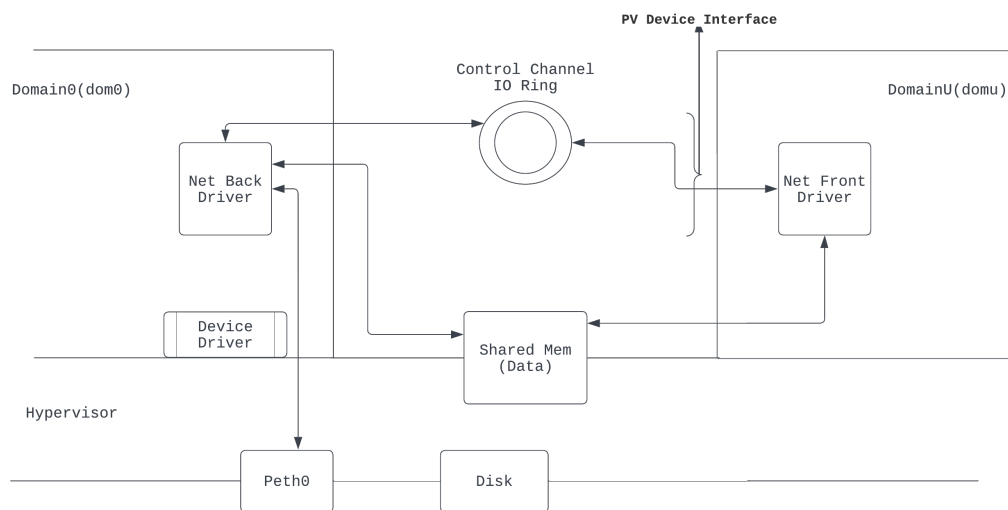 PV Device Interface
Control Channel
IO Ring
Domain0(dom0)
DomainU(domu)
Net Back
Driver
Net Front
Driver
Device
Driver
Shared Mem
(Data)
Hypervisor
Peth0
Disk